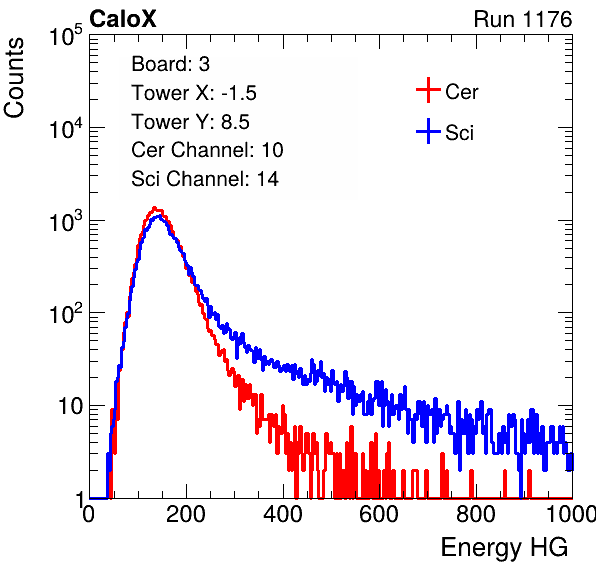 CaloX Run 1176
Counts
10^5
10^4
10^3
10^2
10
1
Board: 3
Tower X: -1.5
Tower Y: 8.5
Cer Channel: 10
Sci Channel: 14
Cer
Sci
0 200 400 600 800 1000
Energy HG